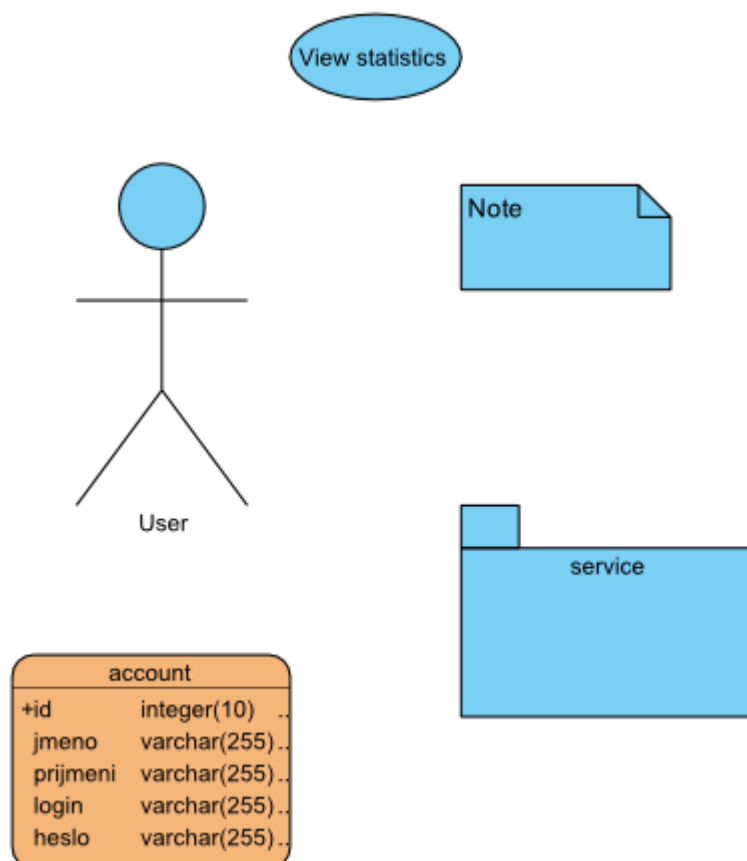 View statistics
Note
User
service
account
+id integer(10) ..
jmeno varchar(255)..
prijmeni varchar(255)..
login varchar(255)..
heslo varchar(255)..